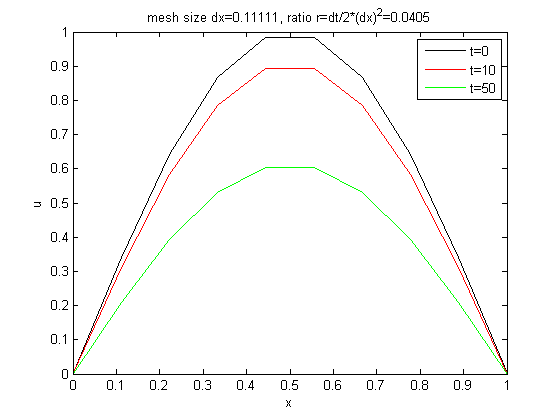 mesh size dx=0.11111, ratio r=dt/2*(dx)²=0.0405
1
0.9
0.8
0.7
0.6
0.5
0.4
0.3
0.2
0.1
0
u
t=0
t=10
t=50
0 0.1 0.2 0.3 0.4 0.5 0.6 0.7 0.8 0.9 1
x